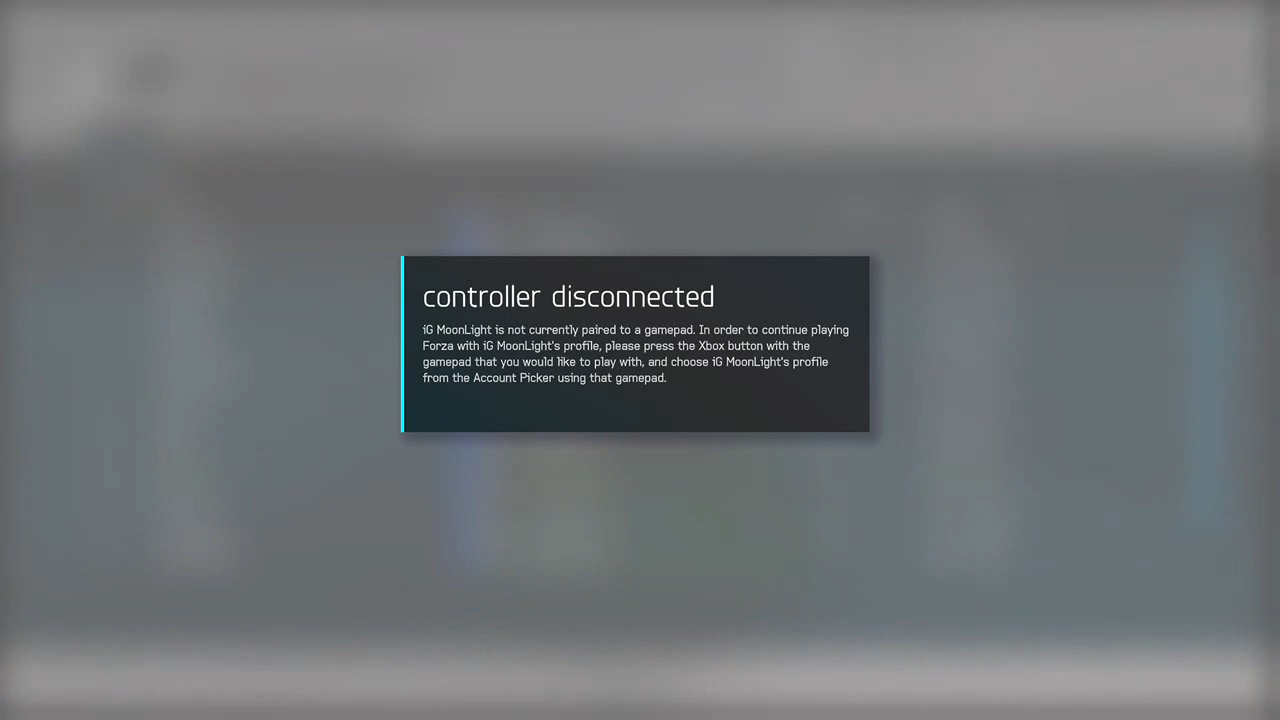 controller disconnected
iG MoonLight is not currently paired to a gamepad. In order to continue playing
Forza with iG MoonLight's profile, please press the Xbox button with the
gamepad that you would like to play with, and choose iG MoonLight's profile
from the Account Picker using that gamepad.